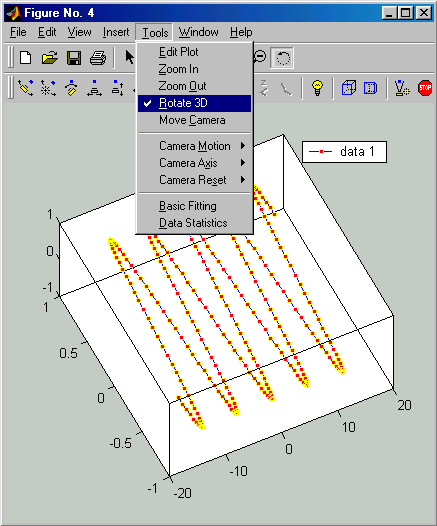 Figure No. 4
File Edit View Insert Tools Window Help
Edit Plot
Zoom In
Zoom Out
Rotate 3D
Move Camera
Camera Motion
Camera Axis
Camera Reset
Basic Fitting
Data Statistics
STOP
data 1
1
0
-1
1
0.5
0
-0.5
-1
-20
-10
0
10
20